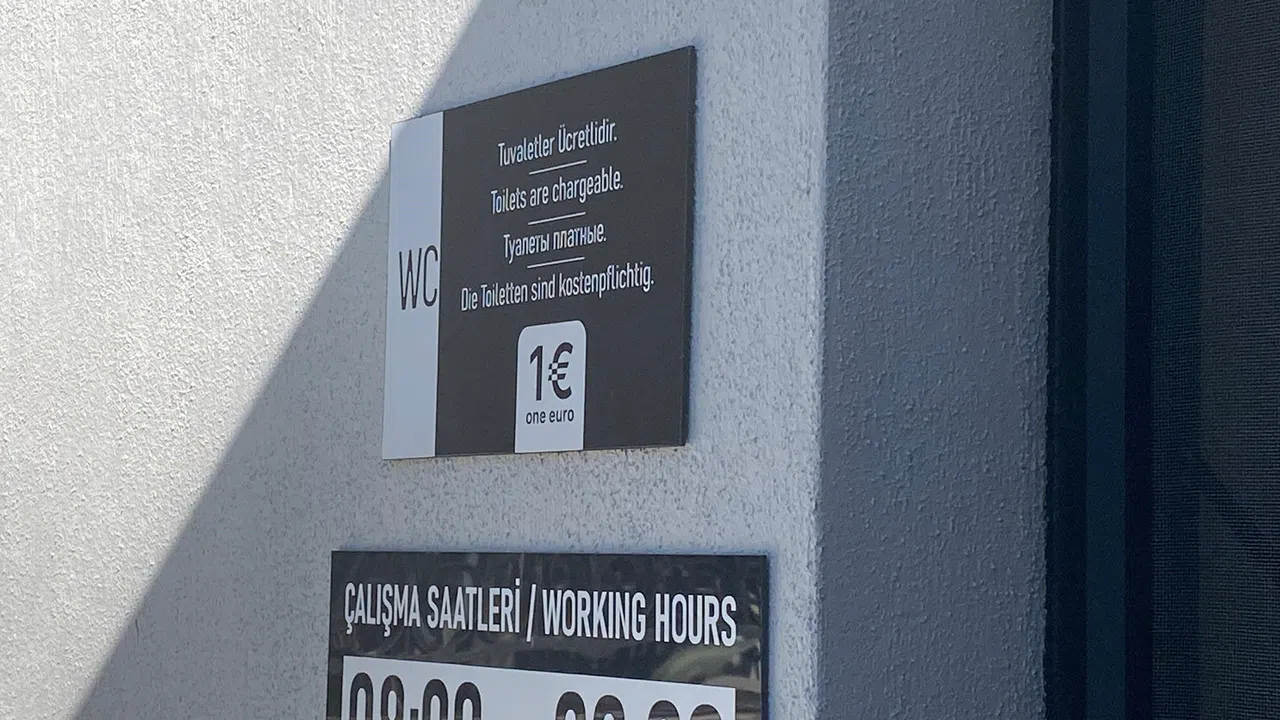 WC
Tuvaletler Ücretlidir.
Toilets are chargeable.
Туалеты платные.
Die Toiletten sind kostenpflichtig.
1€
one euro
ÇALIŞMA SAATLERİ / WORKING HOURS